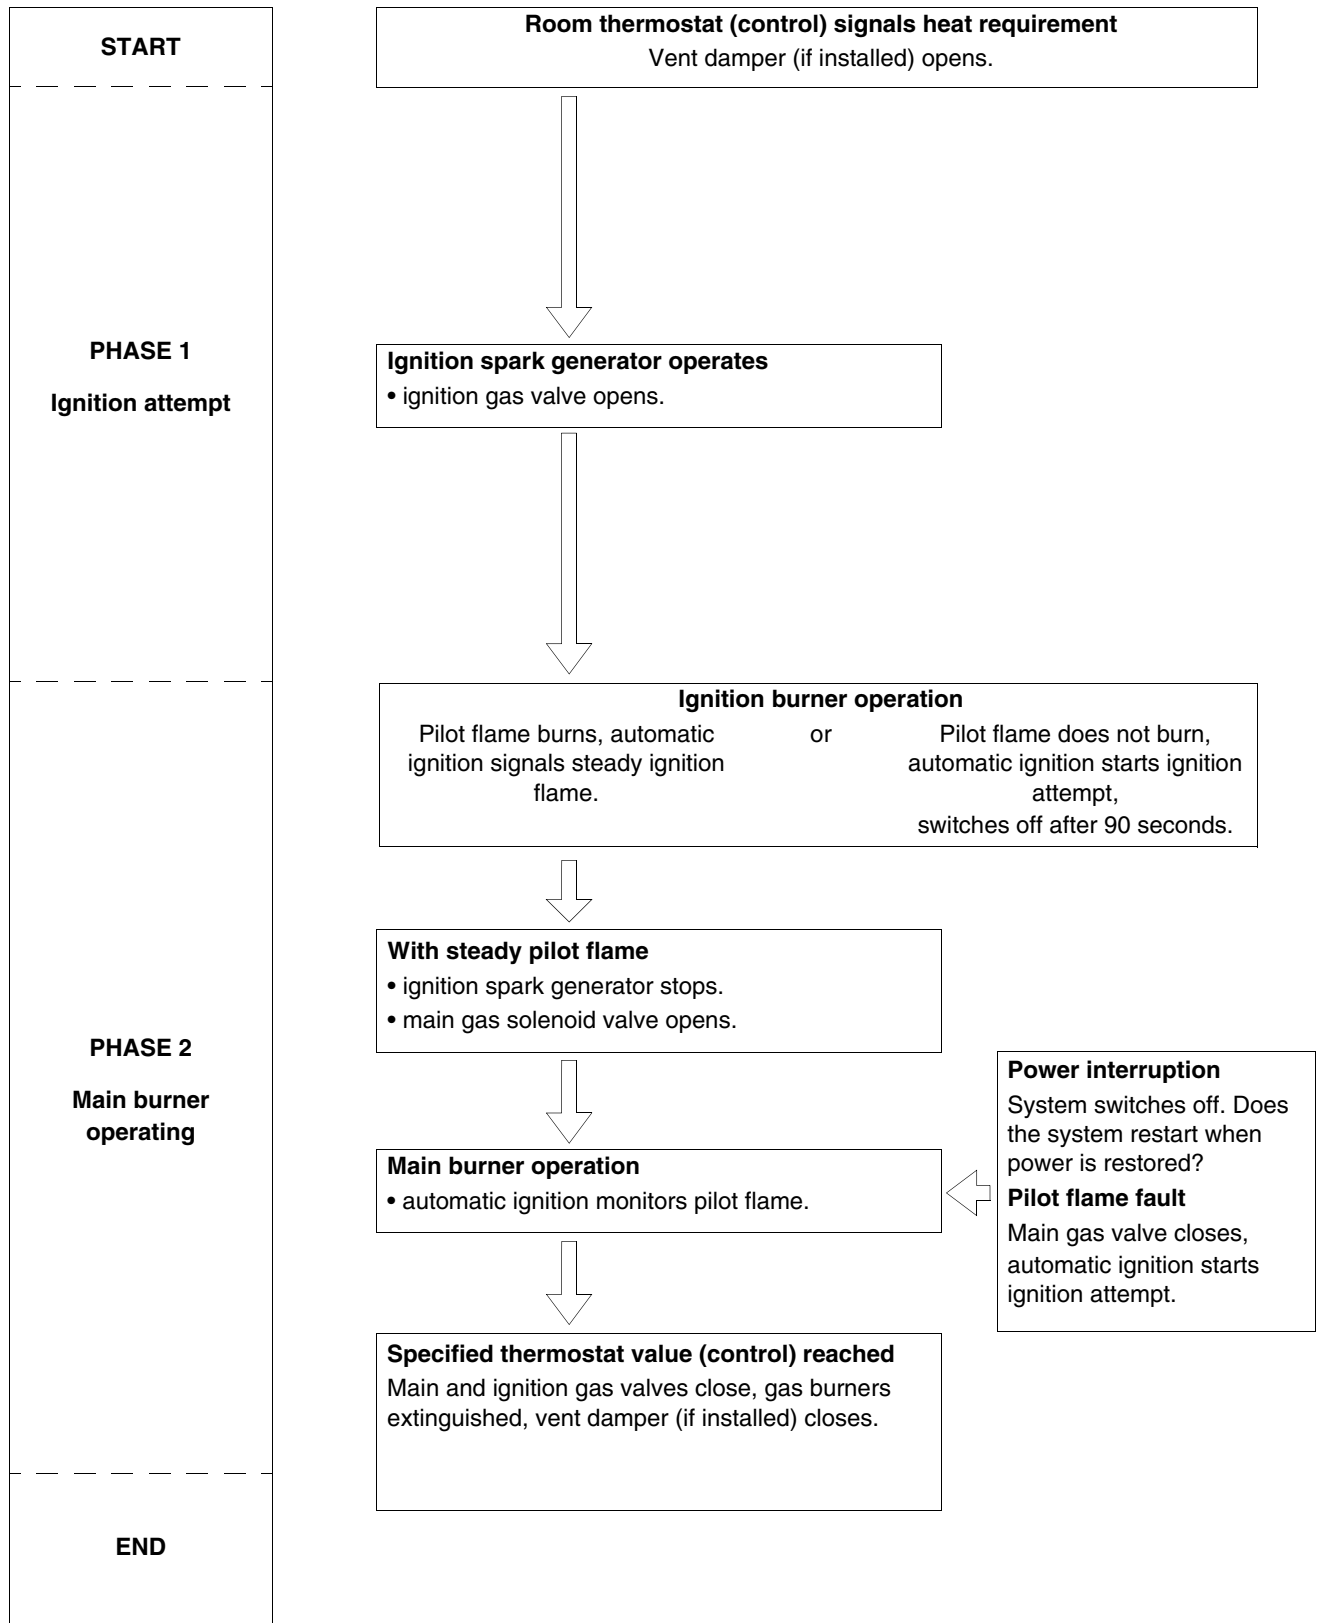 START
Room thermostat (control) signals heat requirement
Vent damper (if installed) opens.
PHASE 1
Ignition attempt
Ignition spark generator operates
• ignition gas valve opens.
Ignition burner operation
Pilot flame burns, automatic
ignition signals steady ignition
flame.
or
Pilot flame does not burn,
automatic ignition starts ignition
attempt,
switches off after 90 seconds.
With steady pilot flame
• ignition spark generator stops.
• main gas solenoid valve opens.
PHASE 2
Main burner
operating
Main burner operation
• automatic ignition monitors pilot flame.
Power interruption
System switches off. Does
the system restart when
power is restored?
Pilot flame fault
Main gas valve closes,
automatic ignition starts
ignition attempt.
Specified thermostat value (control) reached
Main and ignition gas valves close, gas burners
extinguished, vent damper (if installed) closes.
END